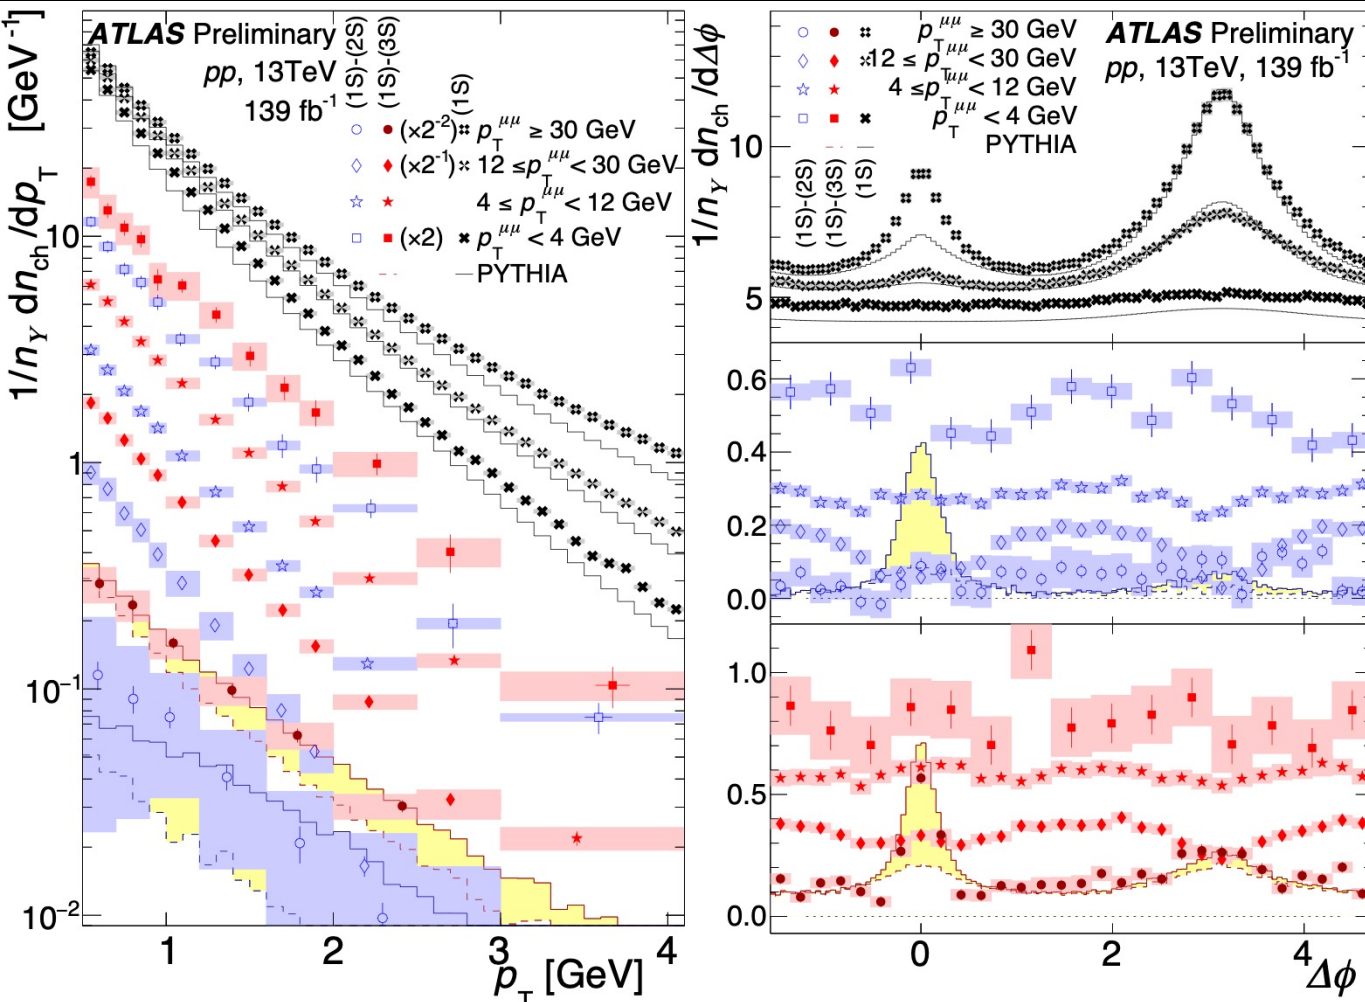 ATLAS Preliminary
pp, 13TeV
139 fb⁻¹
(1S)-(2S)
(1S)-(3S)
(1S)
(×2⁻²) p_T^μμ ≥ 30 GeV
(×2⁻¹) 12 ≤ p_T^μμ < 30 GeV
4 ≤ p_T^μμ < 12 GeV
(×2) p_T^μμ < 4 GeV
PYTHIA
1/n_Υ dn_ch/dp_T [GeV⁻¹]
10
1
10⁻¹
10⁻²
1 2 3 4
p_T [GeV]
ATLAS Preliminary
pp, 13TeV, 139 fb⁻¹
p_T^μμ ≥ 30 GeV
12 ≤ p_T^μμ < 30 GeV
4 ≤ p_T^μμ < 12 GeV
p_T^μμ < 4 GeV
PYTHIA
(1S)-(2S)
(1S)-(3S)
(1S)
1/n_Υ dn_ch/dΔϕ
10
5
0.6
0.4
0.2
0.0
1.0
0.5
0.0
0 2 4
Δϕ